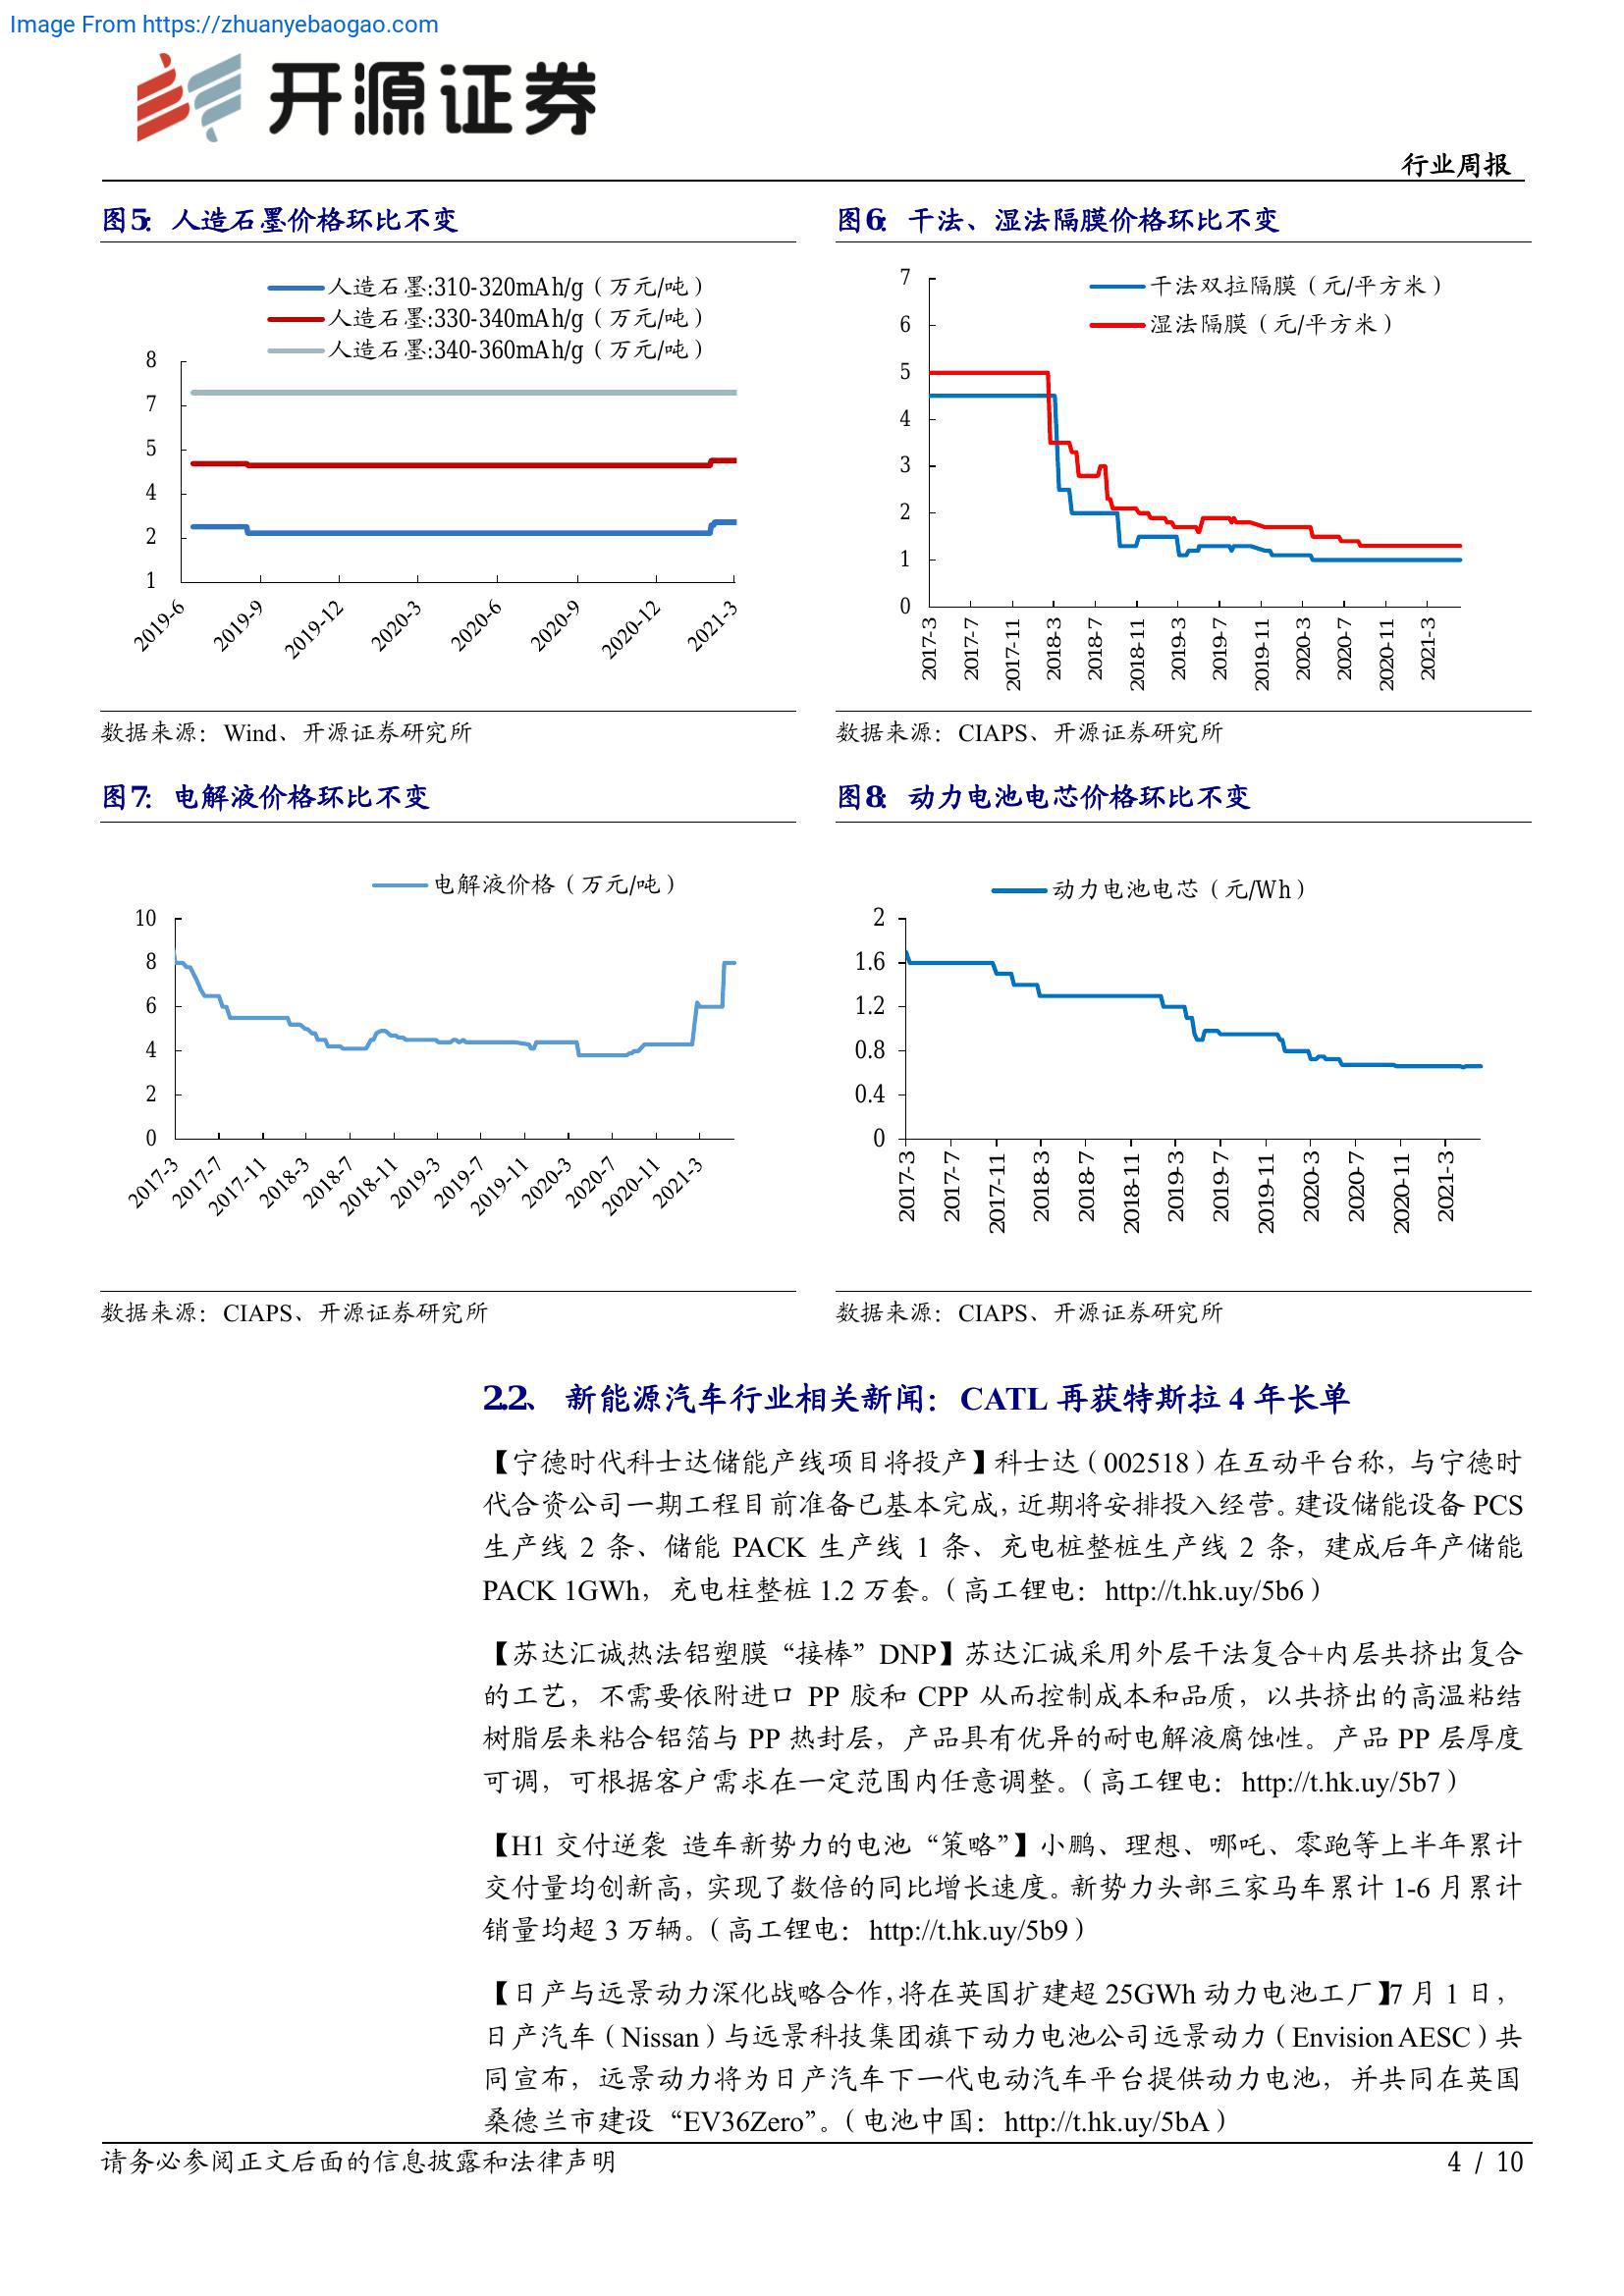 Image From https://zhuanyebaogao.com
开源证券
行业周报
图5： 人造石墨价格环比不变
人造石墨:310-320mAh/g（万元/吨）
人造石墨:330-340mAh/g（万元/吨）
人造石墨:340-360mAh/g（万元/吨）
8
7
5
4
2
1
2019-6
2019-9
2019-12
2020-3
2020-6
2020-9
2020-12
2021-3
数据来源：Wind、开源证券研究所
图6： 干法、湿法隔膜价格环比不变
干法双拉隔膜（元/平方米）
湿法隔膜（元/平方米）
7
6
5
4
3
2
1
0
2017-3
2017-7
2017-11
2018-3
2018-7
2018-11
2019-3
2019-7
2019-11
2020-3
2020-7
2020-11
2021-3
数据来源：CIAPS、开源证券研究所
图7： 电解液价格环比不变
电解液价格（万元/吨）
10
8
6
4
2
0
2017-3
2017-7
2017-11
2018-3
2018-7
2018-11
2019-3
2019-7
2019-11
2020-3
2020-7
2020-11
2021-3
数据来源：CIAPS、开源证券研究所
图8： 动力电池电芯价格环比不变
动力电池电芯（元/Wh）
2
1.6
1.2
0.8
0.4
0
2017-3
2017-7
2017-11
2018-3
2018-7
2018-11
2019-3
2019-7
2019-11
2020-3
2020-7
2020-11
2021-3
数据来源：CIAPS、开源证券研究所
2.2、 新能源汽车行业相关新闻：CATL 再获特斯拉 4 年长单
【宁德时代科士达储能产线项目将投产】科士达（002518）在互动平台称，与宁德时
代合资公司一期工程目前准备已基本完成，近期将安排投入经营。建设储能设备 PCS
生产线 2 条、储能 PACK 生产线 1 条、充电桩整桩生产线 2 条，建成后年产储能
PACK 1GWh，充电柱整桩 1.2 万套。（高工锂电：http://t.hk.uy/5b6）
【苏达汇诚热法铝塑膜“接棒”DNP】苏达汇诚采用外层干法复合+内层共挤出复合
的工艺，不需要依附进口 PP 胶和 CPP 从而控制成本和品质，以共挤出的高温粘结
树脂层来粘合铝箔与 PP 热封层，产品具有优异的耐电解液腐蚀性。产品 PP 层厚度
可调，可根据客户需求在一定范围内任意调整。（高工锂电：http://t.hk.uy/5b7）
【H1 交付逆袭 造车新势力的电池“策略”】小鹏、理想、哪吒、零跑等上半年累计
交付量均创新高，实现了数倍的同比增长速度。新势力头部三家马车累计 1-6 月累计
销量均超 3 万辆。（高工锂电：http://t.hk.uy/5b9）
【日产与远景动力深化战略合作，将在英国扩建超 25GWh 动力电池工厂】7 月 1 日，
日产汽车（Nissan）与远景科技集团旗下动力电池公司远景动力（Envision AESC）共
同宣布，远景动力将为日产汽车下一代电动汽车平台提供动力电池，并共同在英国
桑德兰市建设“EV36Zero”。（电池中国：http://t.hk.uy/5bA）
请务必参阅正文后面的信息披露和法律声明
4 / 10